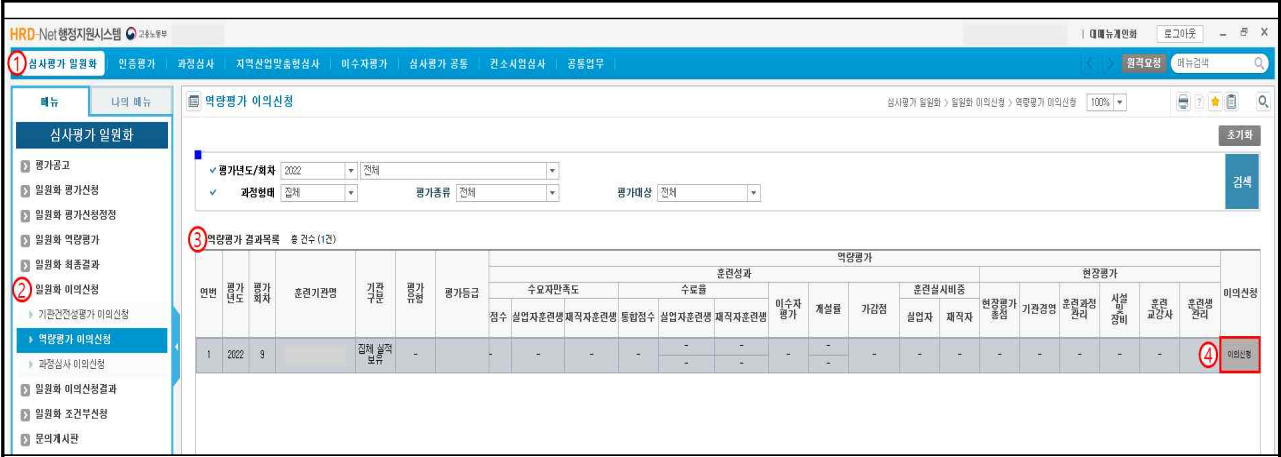 HRD-Net 행정지원시스템 고용노동부
대메뉴개인화 로그아웃
① 심사평가 일원화 인증평가 과정심사 지역산업맞춤형심사 이수자평가 심사평가 공통 컨소시엄심사 공통업무 원격요청 메뉴검색
메뉴 나의 메뉴
역량평가 이의신청
심사평가 일원화 > 일원화 이의신청 > 역량평가 이의신청 100%
심사평가 일원화
초기화
평가공고
일원화 평가신청
일원화 평가신청정정
일원화 역량평가
일원화 최종결과
② 일원화 이의신청
기관건전성평가 이의신청
역량평가 이의신청
과정심사 이의신청
일원화 이의신청결과
일원화 조건부신청
문의게시판
평가년도/회차 2022 전체
과정형태 집체 평가종류 전체 평가대상 전체
검색
③ 역량평가 결과목록 총 건수 (1건)
역량평가
훈련성과 현장평가
연번 평가년도 평가회차 훈련기관명 기관구분 평가유형 평가등급 수요자만족도 수료율 이수자평가 개설률 가감점 훈련실시비중 현장평가총점 기관경영 훈련과정관리 시설및장비 훈련교강사 훈련생관리 이의신청
점수 실업자훈련생 재직자훈련생 통합점수 실업자훈련생 재직자훈련생 실업자 재직자
1 2022 9 집체 실적보유 - - - - - - - - - - - - - - - - - - - - - ④ 이의신청